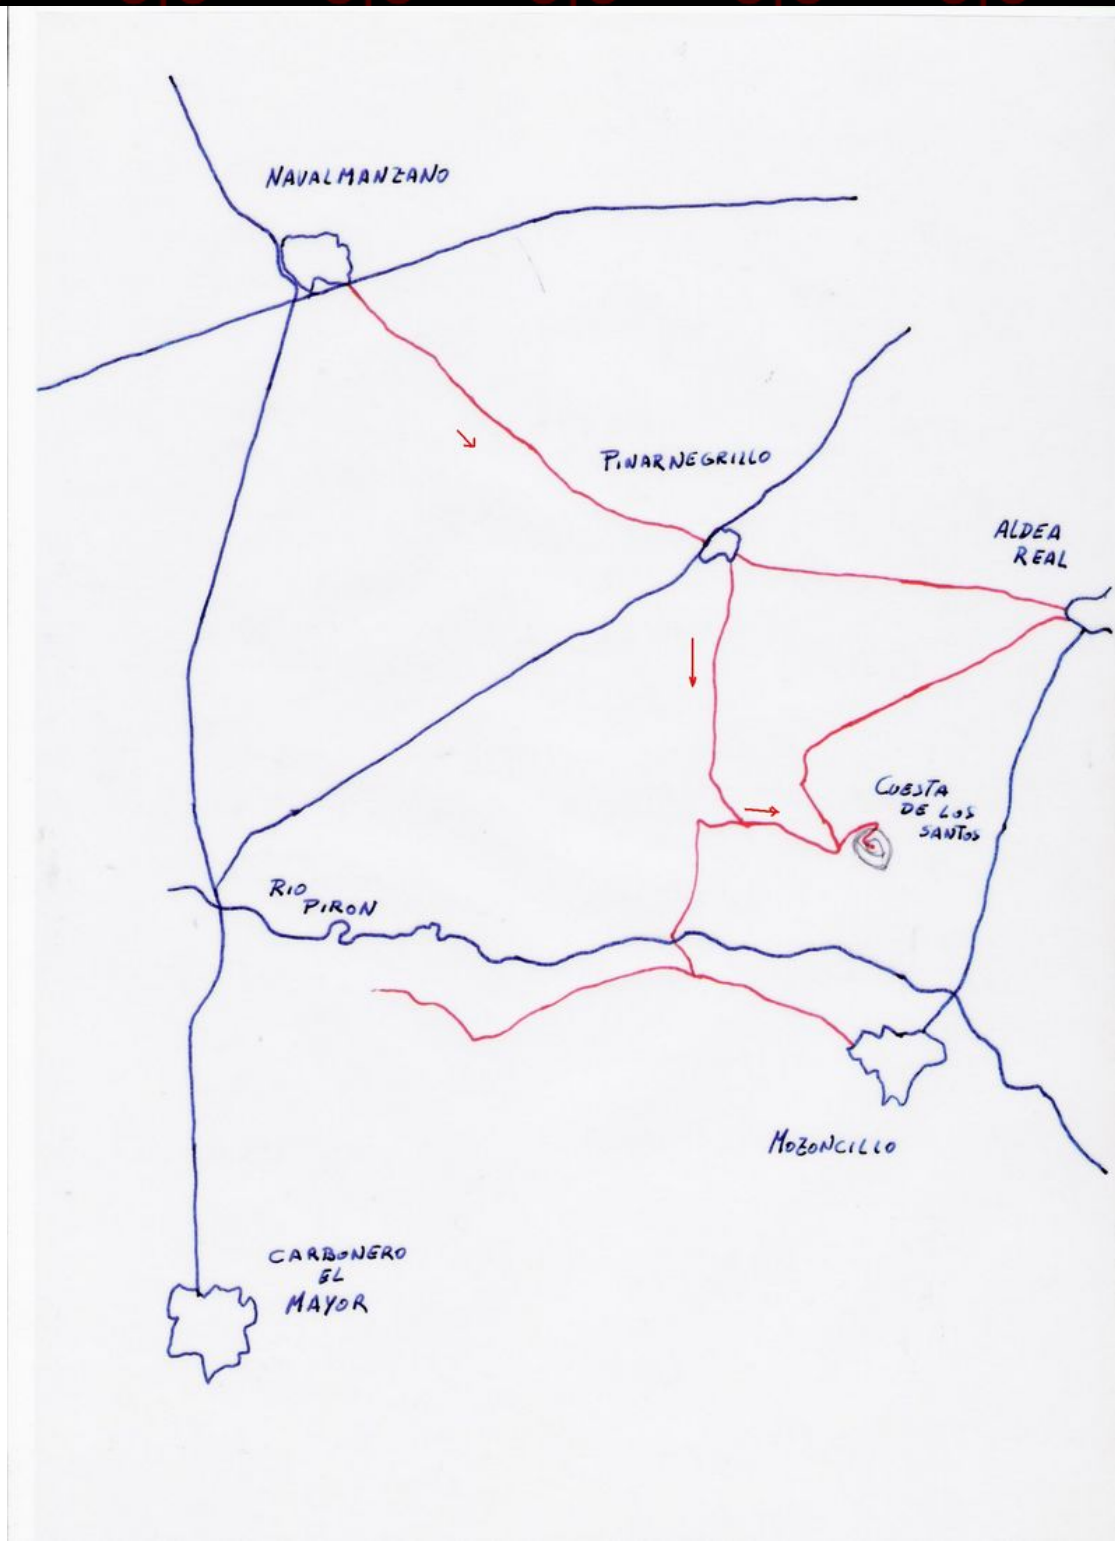 NAVALMANZANO
PINARNEGRILLO
ALDEA
REAL
CUESTA
DE LOS
SANTOS
RIO
PIRON
MOZONCILLO
CARBONERO
EL
MAYOR